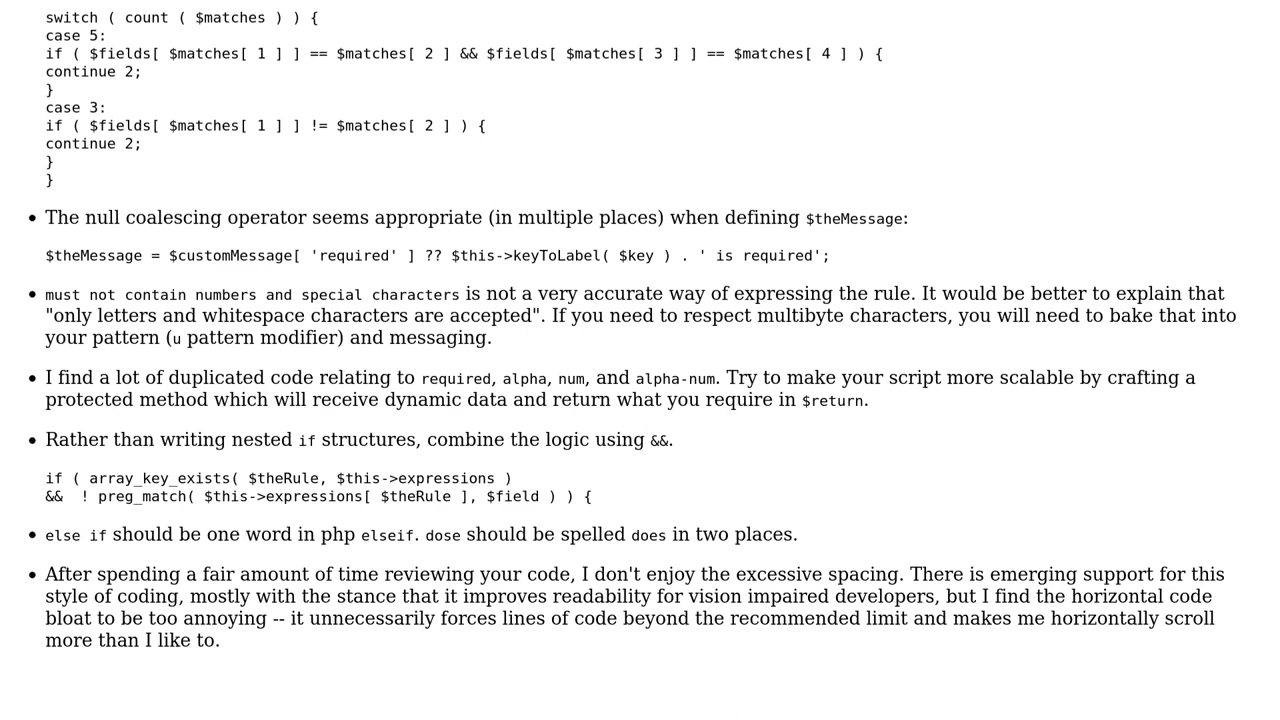 switch ( count ( $matches ) ) {
case 5:
if ( $fields[ $matches[ 1 ] ] == $matches[ 2 ] && $fields[ $matches[ 3 ] ] == $matches[ 4 ] ) {
continue 2;
}
case 3:
if ( $fields[ $matches[ 1 ] ] != $matches[ 2 ] ) {
continue 2;
}
}
• The null coalescing operator seems appropriate (in multiple places) when defining $theMessage:
$theMessage = $customMessage[ 'required' ] ?? $this->keyToLabel( $key ) . ' is required';
• must not contain numbers and special characters is not a very accurate way of expressing the rule. It would be better to explain that
"only letters and whitespace characters are accepted". If you need to respect multibyte characters, you will need to bake that into
your pattern (u pattern modifier) and messaging.
• I find a lot of duplicated code relating to required, alpha, num, and alpha-num. Try to make your script more scalable by crafting a
protected method which will receive dynamic data and return what you require in $return.
• Rather than writing nested if structures, combine the logic using &&.
if ( array_key_exists( $theRule, $this->expressions )
&&  ! preg_match( $this->expressions[ $theRule ], $field ) ) {
• else if should be one word in php elseif. dose should be spelled does in two places.
• After spending a fair amount of time reviewing your code, I don't enjoy the excessive spacing. There is emerging support for this
style of coding, mostly with the stance that it improves readability for vision impaired developers, but I find the horizontal code
bloat to be too annoying -- it unnecessarily forces lines of code beyond the recommended limit and makes me horizontally scroll
more than I like to.